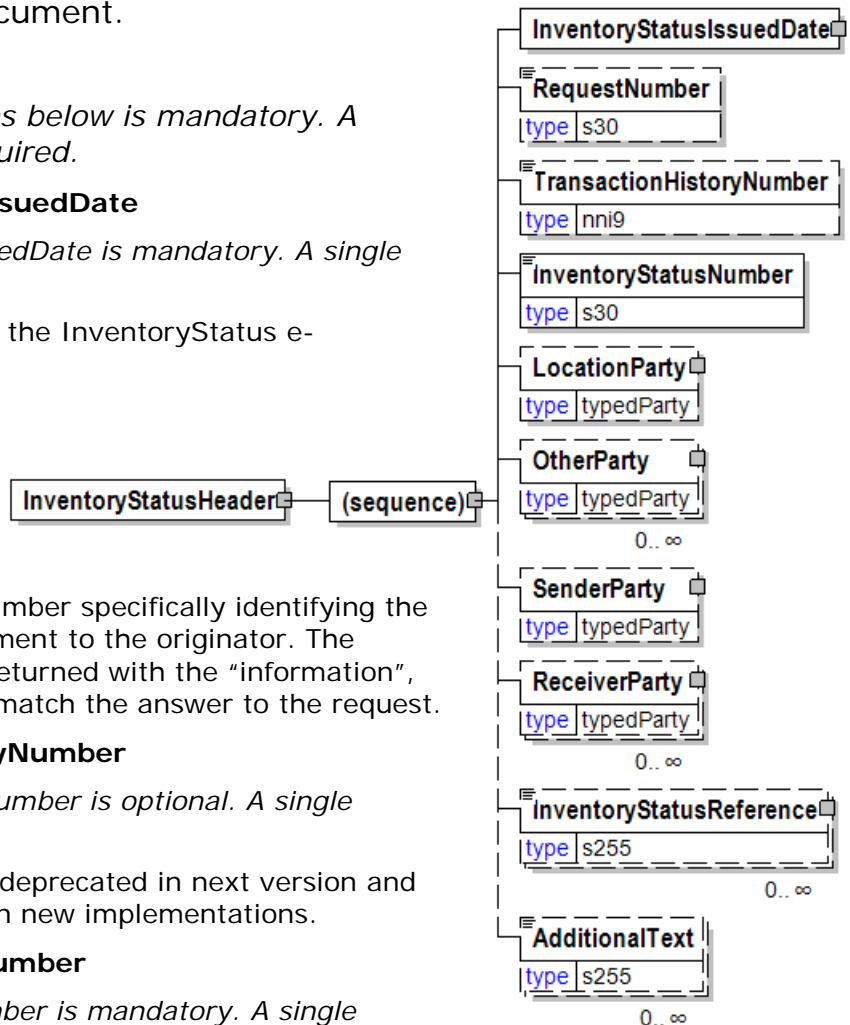 cument.
s below is mandatory. A
uired.
ssuedDate
edDate is mandatory. A single
the InventoryStatus e-
umber specifically identifying the
ment to the originator. The
eturned with the “information”,
match the answer to the request.
yNumber
umber is optional. A single
deprecated in next version and
n new implementations.
umber
ber is mandatory. A single
InventoryStatusHeader
(sequence)
InventoryStatusIssuedDate
RequestNumber
type s30
TransactionHistoryNumber
type nni9
InventoryStatusNumber
type s30
LocationParty
type typedParty
OtherParty
type typedParty
0.. ∞
SenderParty
type typedParty
ReceiverParty
type typedParty
0.. ∞
InventoryStatusReference
type s255
0.. ∞
AdditionalText
type s255
0.. ∞